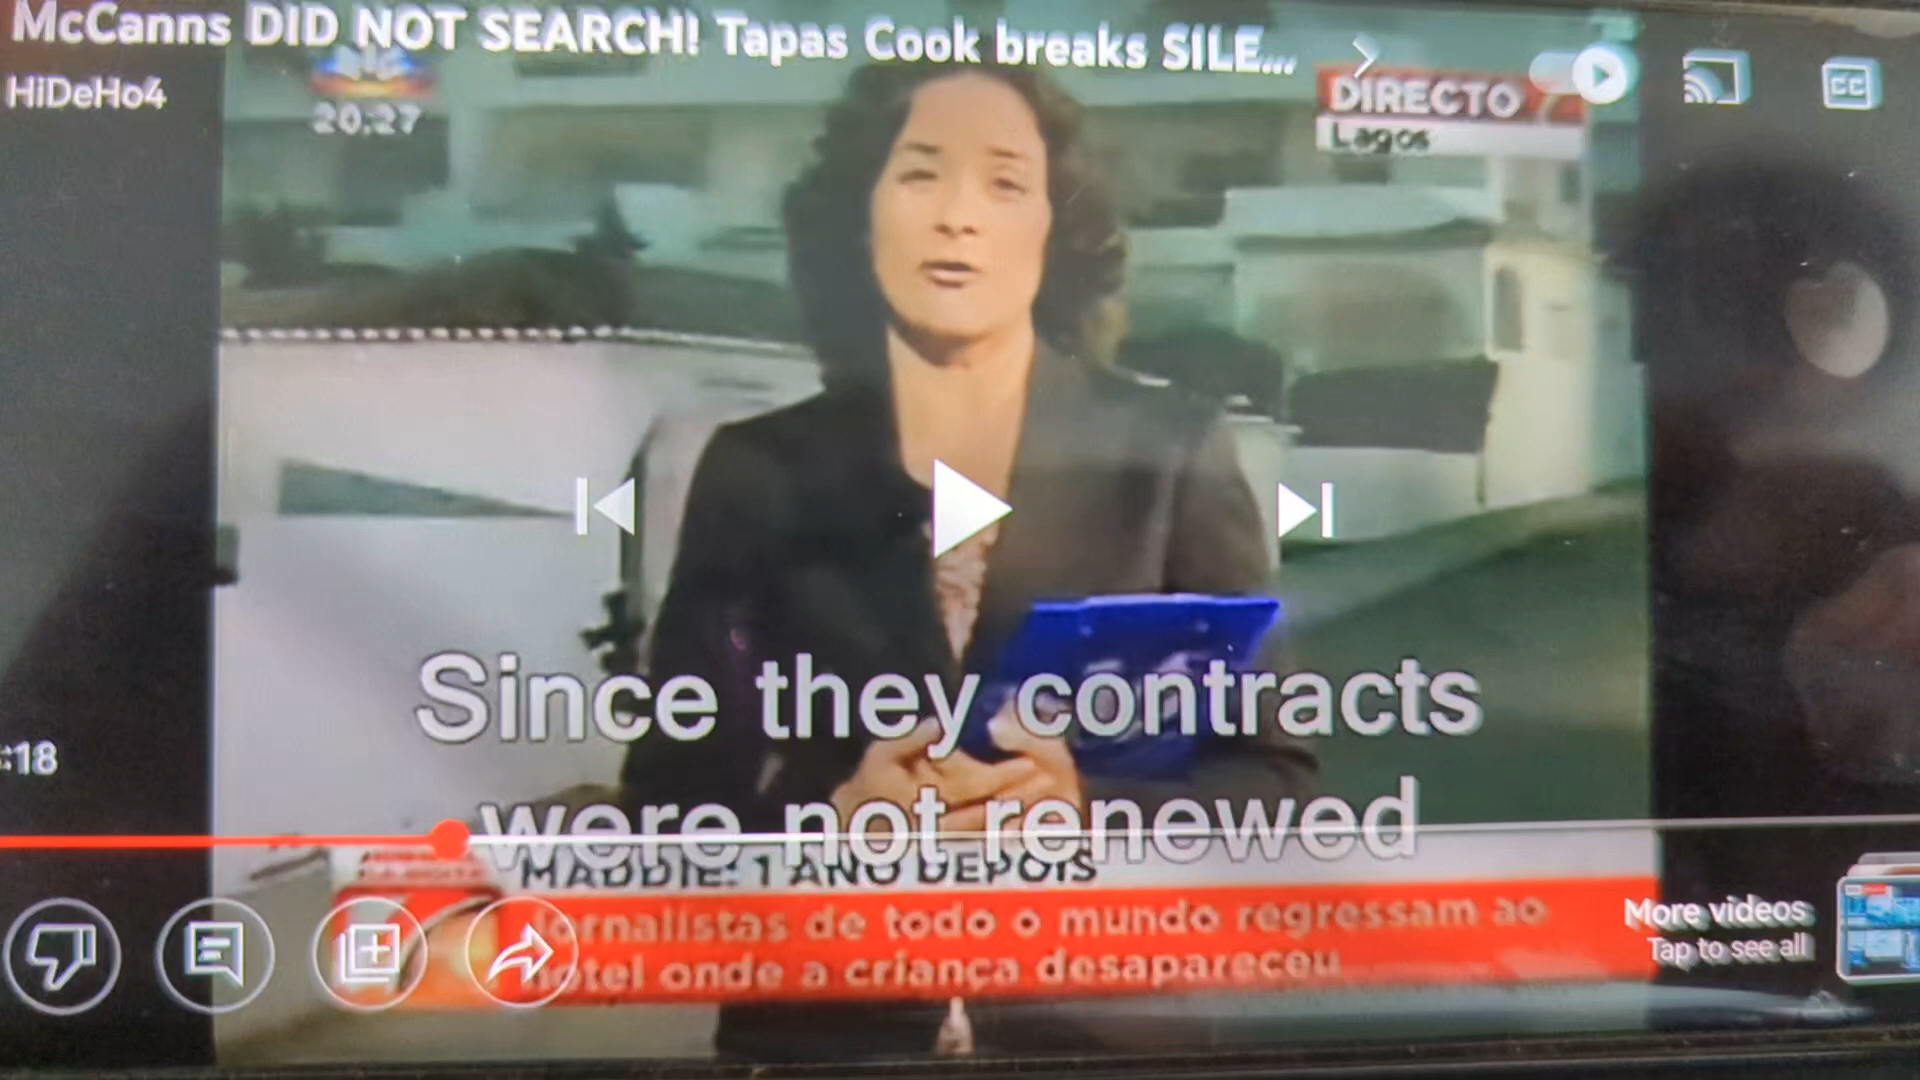 McCanns DID NOT SEARCH! Tapas Cook breaks SILE...
HiDeHo4
20:27
DIRECTO
Lagos
CC
Since they contracts
were not renewed
:18
MADDIE: 1 ANO DEPOIS
Jornalistas de todo o mundo regressam ao
hotel onde a criança desapareceu
More videos
Tap to see all